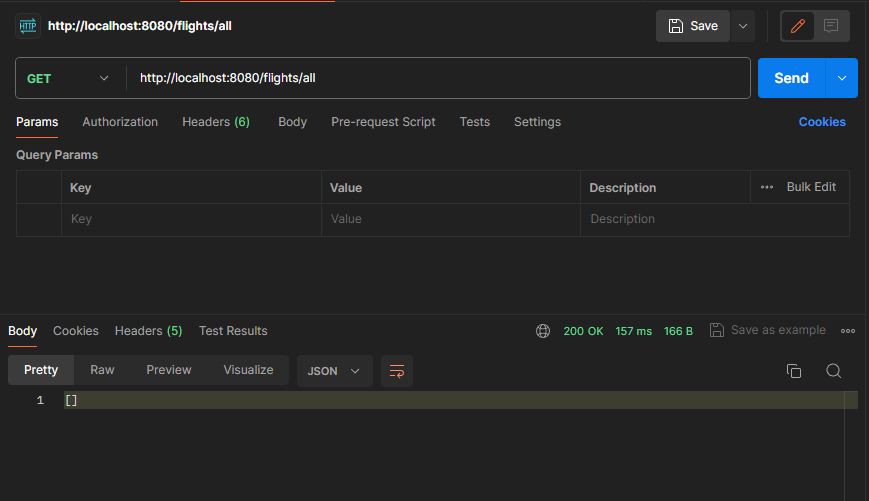 HTTP http://localhost:8080/flights/all Save
GET http://localhost:8080/flights/all Send
Params Authorization Headers (6) Body Pre-request Script Tests Settings Cookies
Query Params
Key Value Description Bulk Edit
Key Value Description
Body Cookies Headers (5) Test Results 200 OK 157 ms 166 B Save as example
Pretty Raw Preview Visualize JSON
1 []